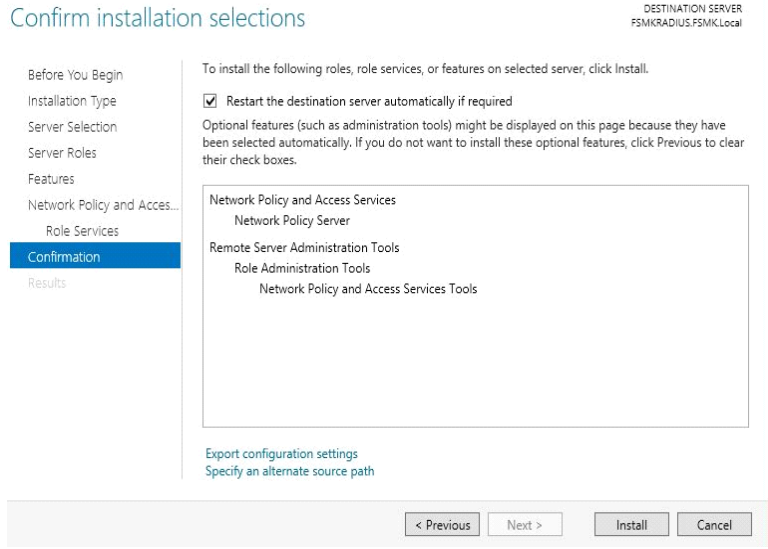 Confirm installation selections
DESTINATION SERVER
FSMKRADIUS.FSMK.Local
Before You Begin
Installation Type
Server Selection
Server Roles
Features
Network Policy and Acces...
Role Services
Confirmation
Results
To install the following roles, role services, or features on selected server, click Install.
Restart the destination server automatically if required
Optional features (such as administration tools) might be displayed on this page because they have
been selected automatically. If you do not want to install these optional features, click Previous to clear
their check boxes.
Network Policy and Access Services
Network Policy Server
Remote Server Administration Tools
Role Administration Tools
Network Policy and Access Services Tools
Export configuration settings
Specify an alternate source path
< Previous
Next >
Install
Cancel